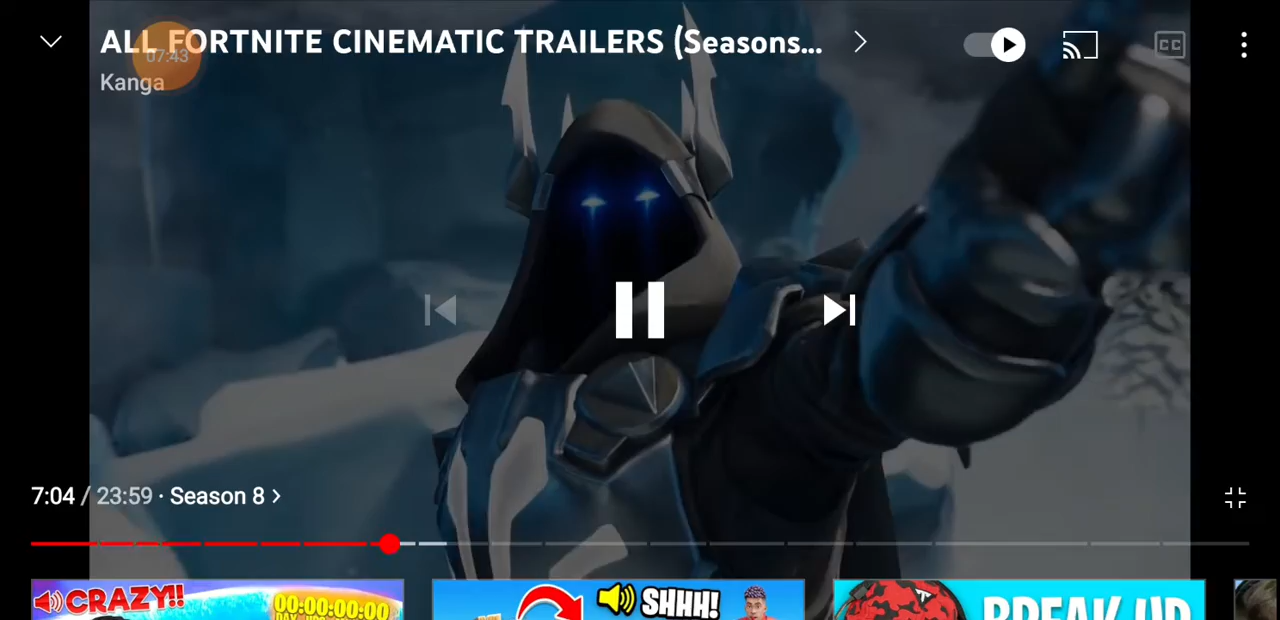 ALL FORTNITE CINEMATIC TRAILERS (Seasons...
07:43
Kanga
CC
7:04 / 23:59 · Season 8
CRAZY!!
00:00:00:00
SHHH!
BREAK UP